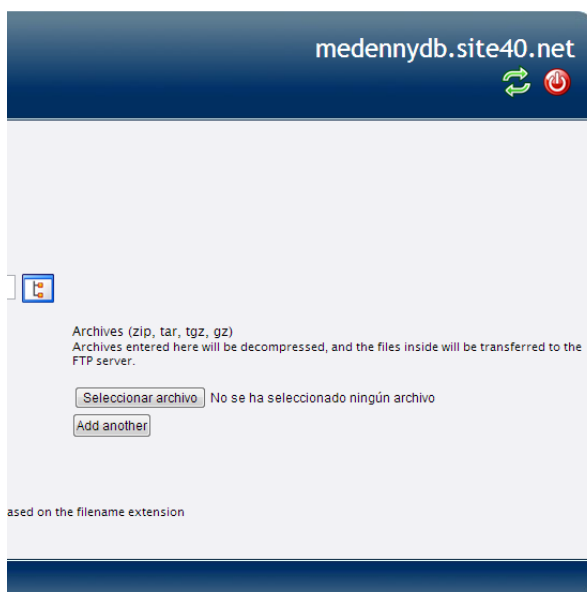 medennydb.site40.net
Archives (zip, tar, tgz, gz)
Archives entered here will be decompressed, and the files inside will be transferred to the
FTP server.
Seleccionar archivo No se ha seleccionado ningún archivo
Add another
ased on the filename extension